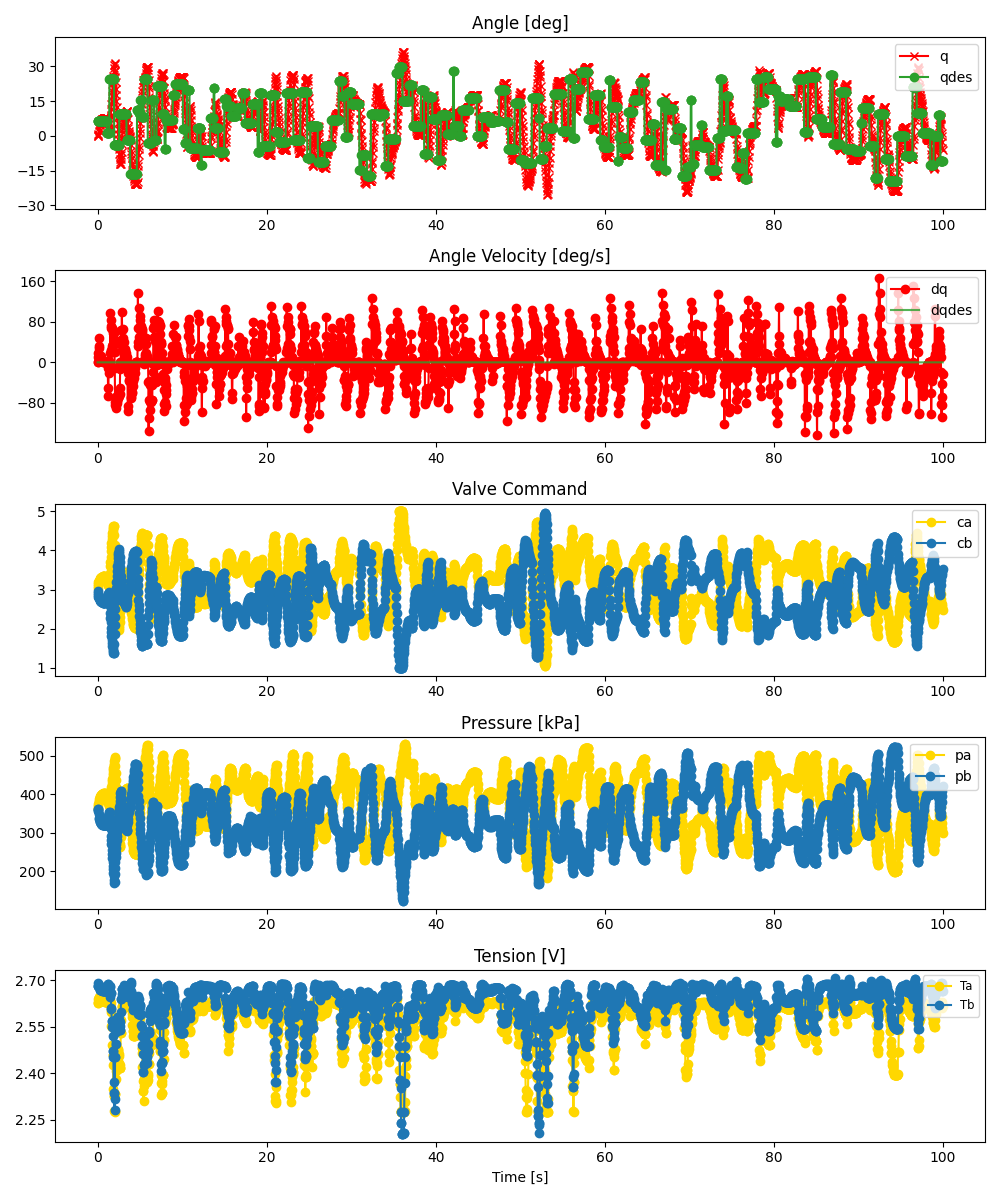 Angle [deg]
30
15
0
−15
−30
q
qdes
0 20 40 60 80 100
Angle Velocity [deg/s]
160
80
0
−80
dq
dqdes
0 20 40 60 80 100
Valve Command
5
4
3
2
1
ca
cb
0 20 40 60 80 100
Pressure [kPa]
500
400
300
200
pa
pb
0 20 40 60 80 100
Tension [V]
2.70
2.55
2.40
2.25
Ta
Tb
0 20 40 60 80 100
Time [s]